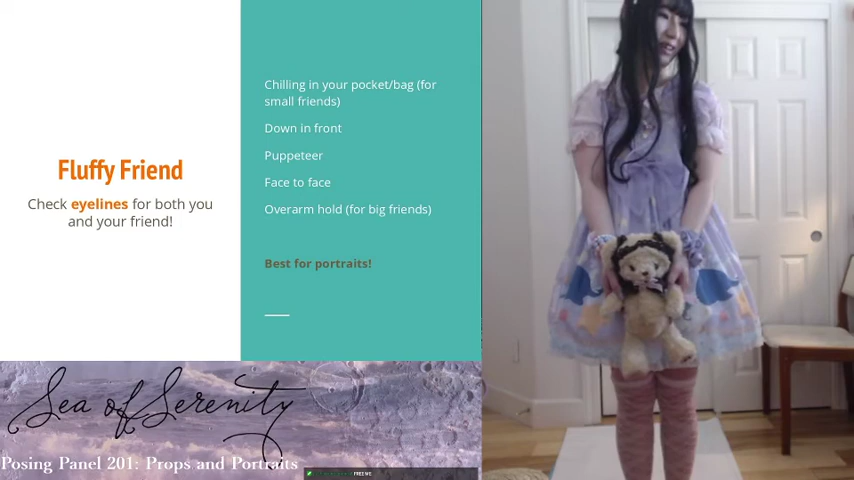 Fluffy Friend
Check eyelines for both you
and your friend!
Chilling in your pocket/bag (for
small friends)
Down in front
Puppeteer
Face to face
Overarm hold (for big friends)
Best for portraits!
Sea of Serenity
Posing Panel 201: Props and Portraits
FREE WE